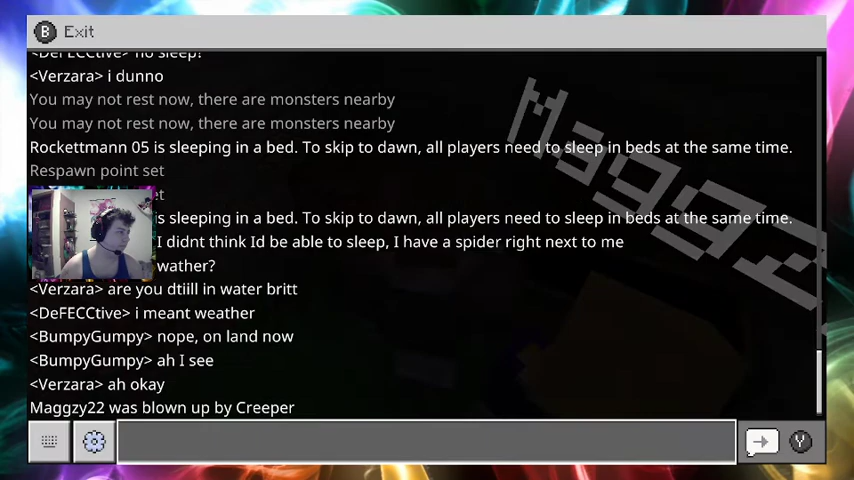 B Exit
<DeFECCtive> no sleep?
<Verzara> i dunno
You may not rest now, there are monsters nearby
You may not rest now, there are monsters nearby
Rockettmann 05 is sleeping in a bed. To skip to dawn, all players need to sleep in beds at the same time.
Respawn point set
et
is sleeping in a bed. To skip to dawn, all players need to sleep in beds at the same time.
I didnt think Id be able to sleep, I have a spider right next to me
wather?
<Verzara> are you dtiill in water britt
<DeFECCtive> i meant weather
<BumpyGumpy> nope, on land now
<BumpyGumpy> ah I see
<Verzara> ah okay
Maggzy22 was blown up by Creeper
Y